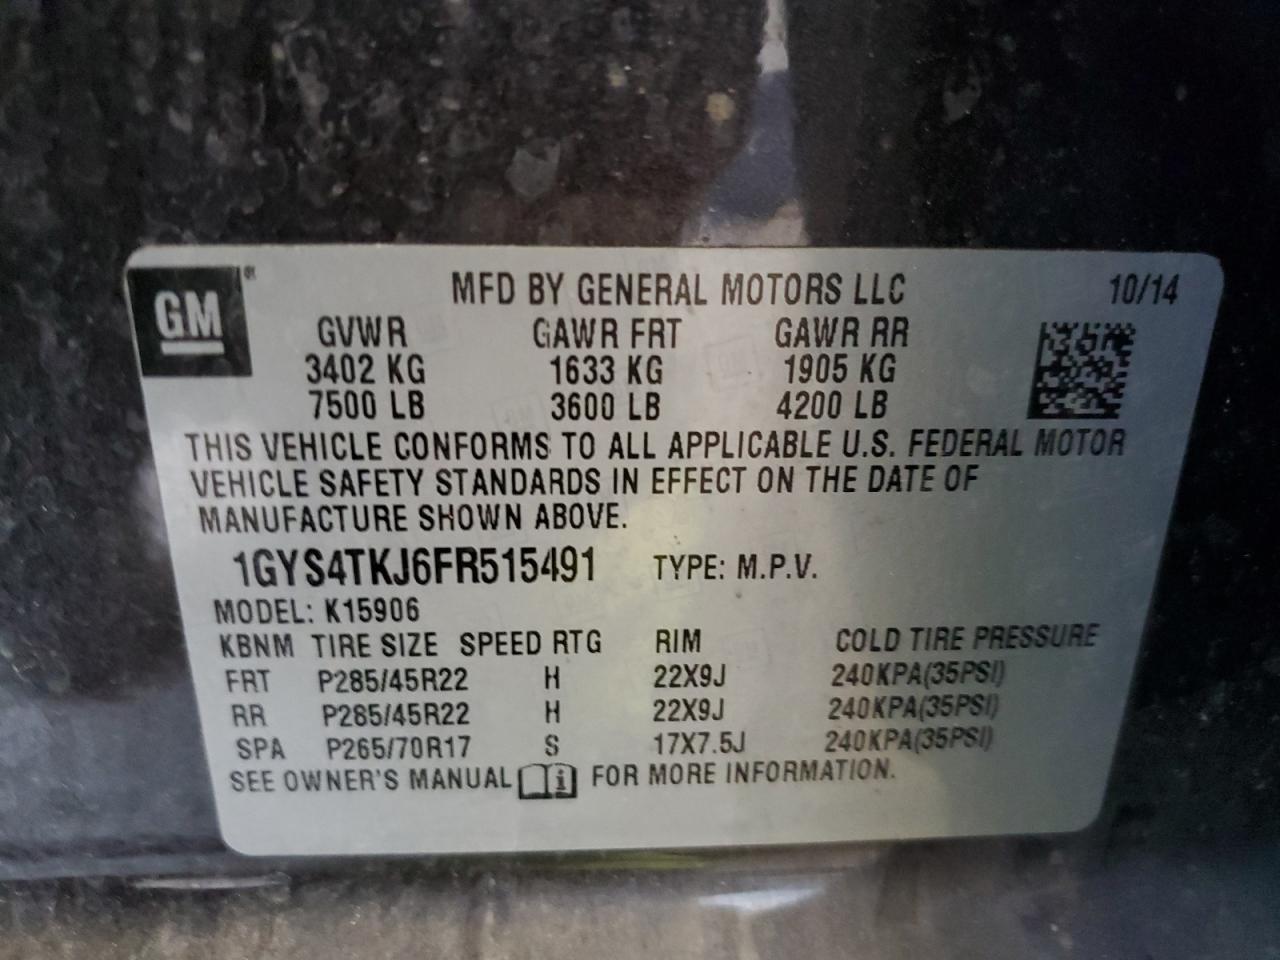 GM
MFD BY GENERAL MOTORS LLC 10/14
GVWR GAWR FRT GAWR RR
3402 KG 1633 KG 1905 KG
7500 LB 3600 LB 4200 LB
THIS VEHICLE CONFORMS TO ALL APPLICABLE U.S. FEDERAL MOTOR
VEHICLE SAFETY STANDARDS IN EFFECT ON THE DATE OF
MANUFACTURE SHOWN ABOVE.
1GYS4TKJ6FR515491 TYPE: M.P.V.
MODEL: K15906
KBNM TIRE SIZE SPEED RTG RIM COLD TIRE PRESSURE
FRT P285/45R22 H 22X9J 240KPA(35PSI)
RR P285/45R22 H 22X9J 240KPA(35PSI)
SPA P265/70R17 S 17X7.5J 240KPA(35PSI)
SEE OWNER'S MANUAL i FOR MORE INFORMATION.